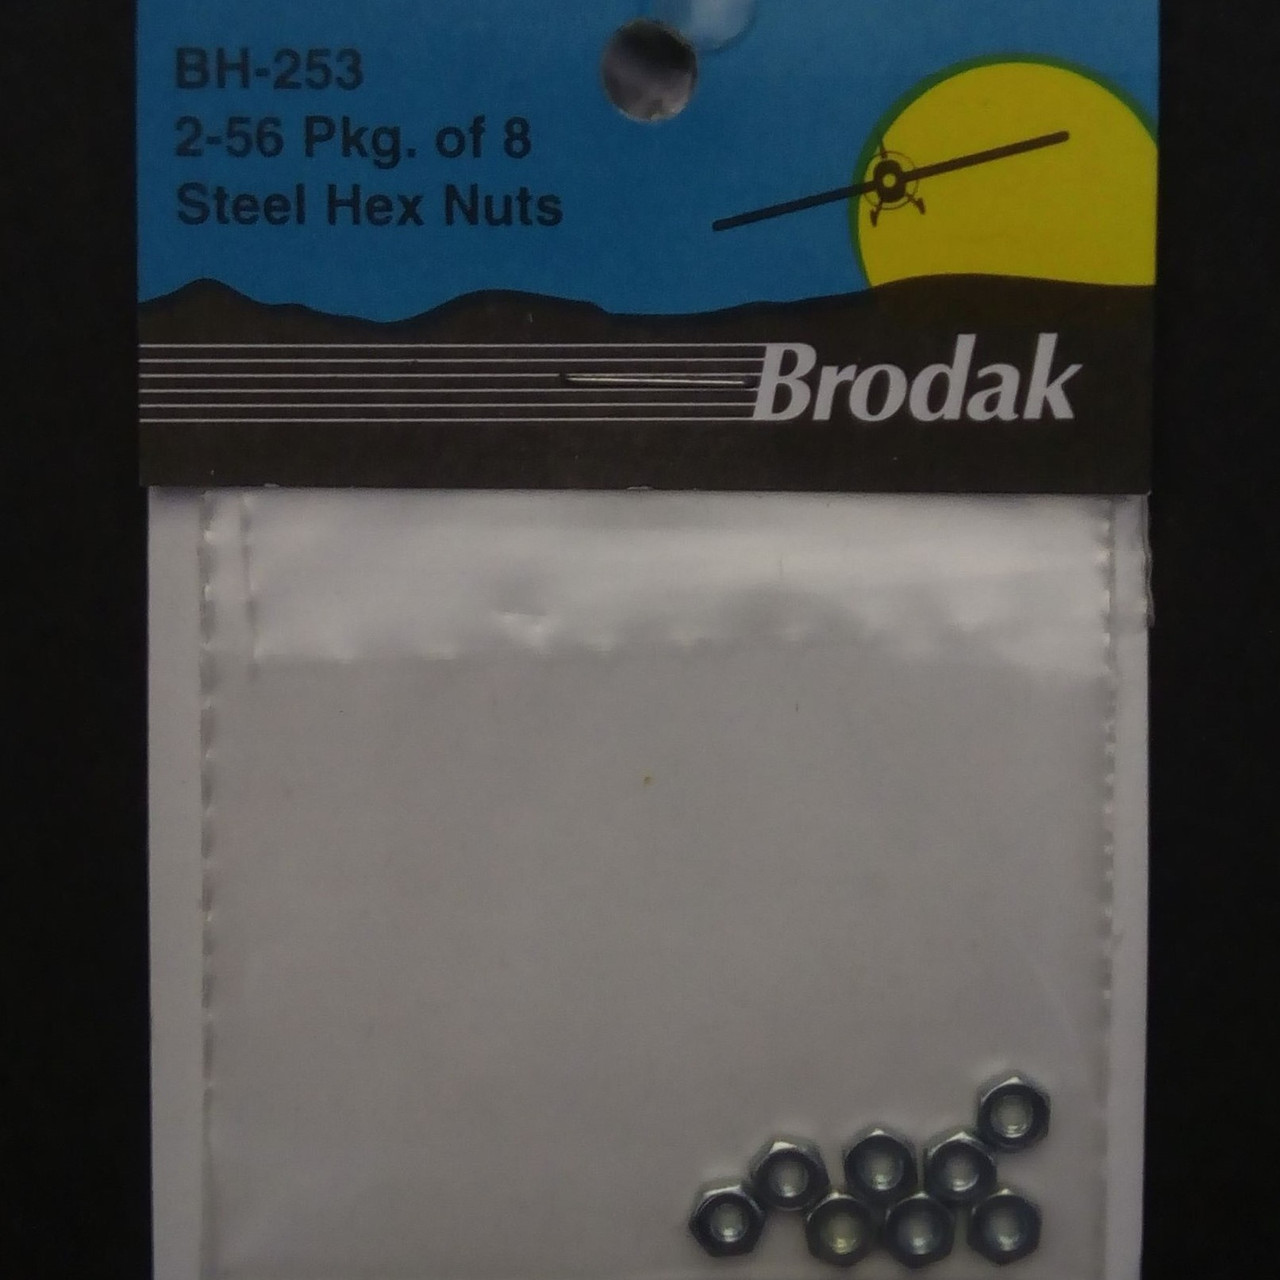 BH-253
2-56 Pkg. of 8
Steel Hex Nuts
Brodak